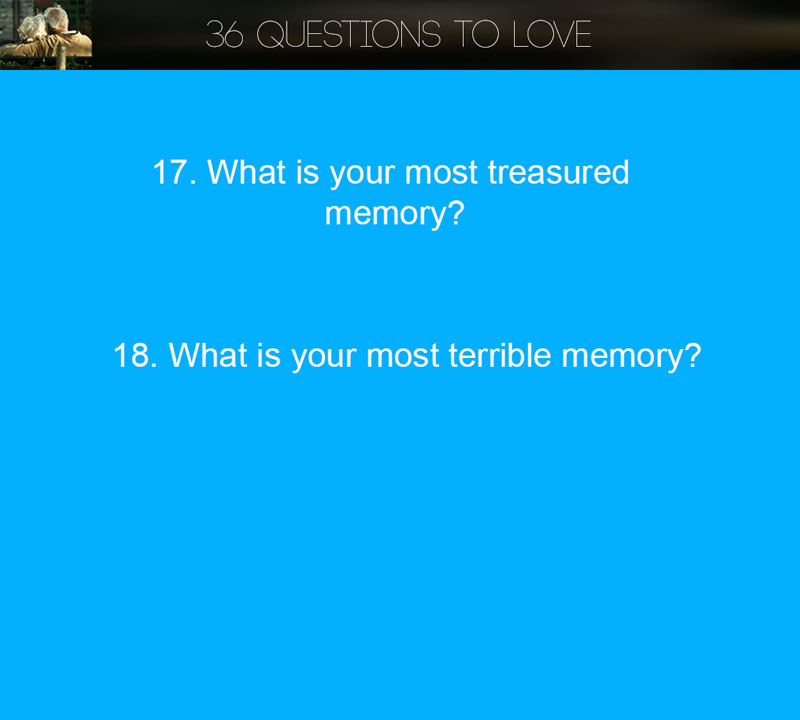 36 QUESTIONS TO LOVE
17. What is your most treasured
memory?
18. What is your most terrible memory?